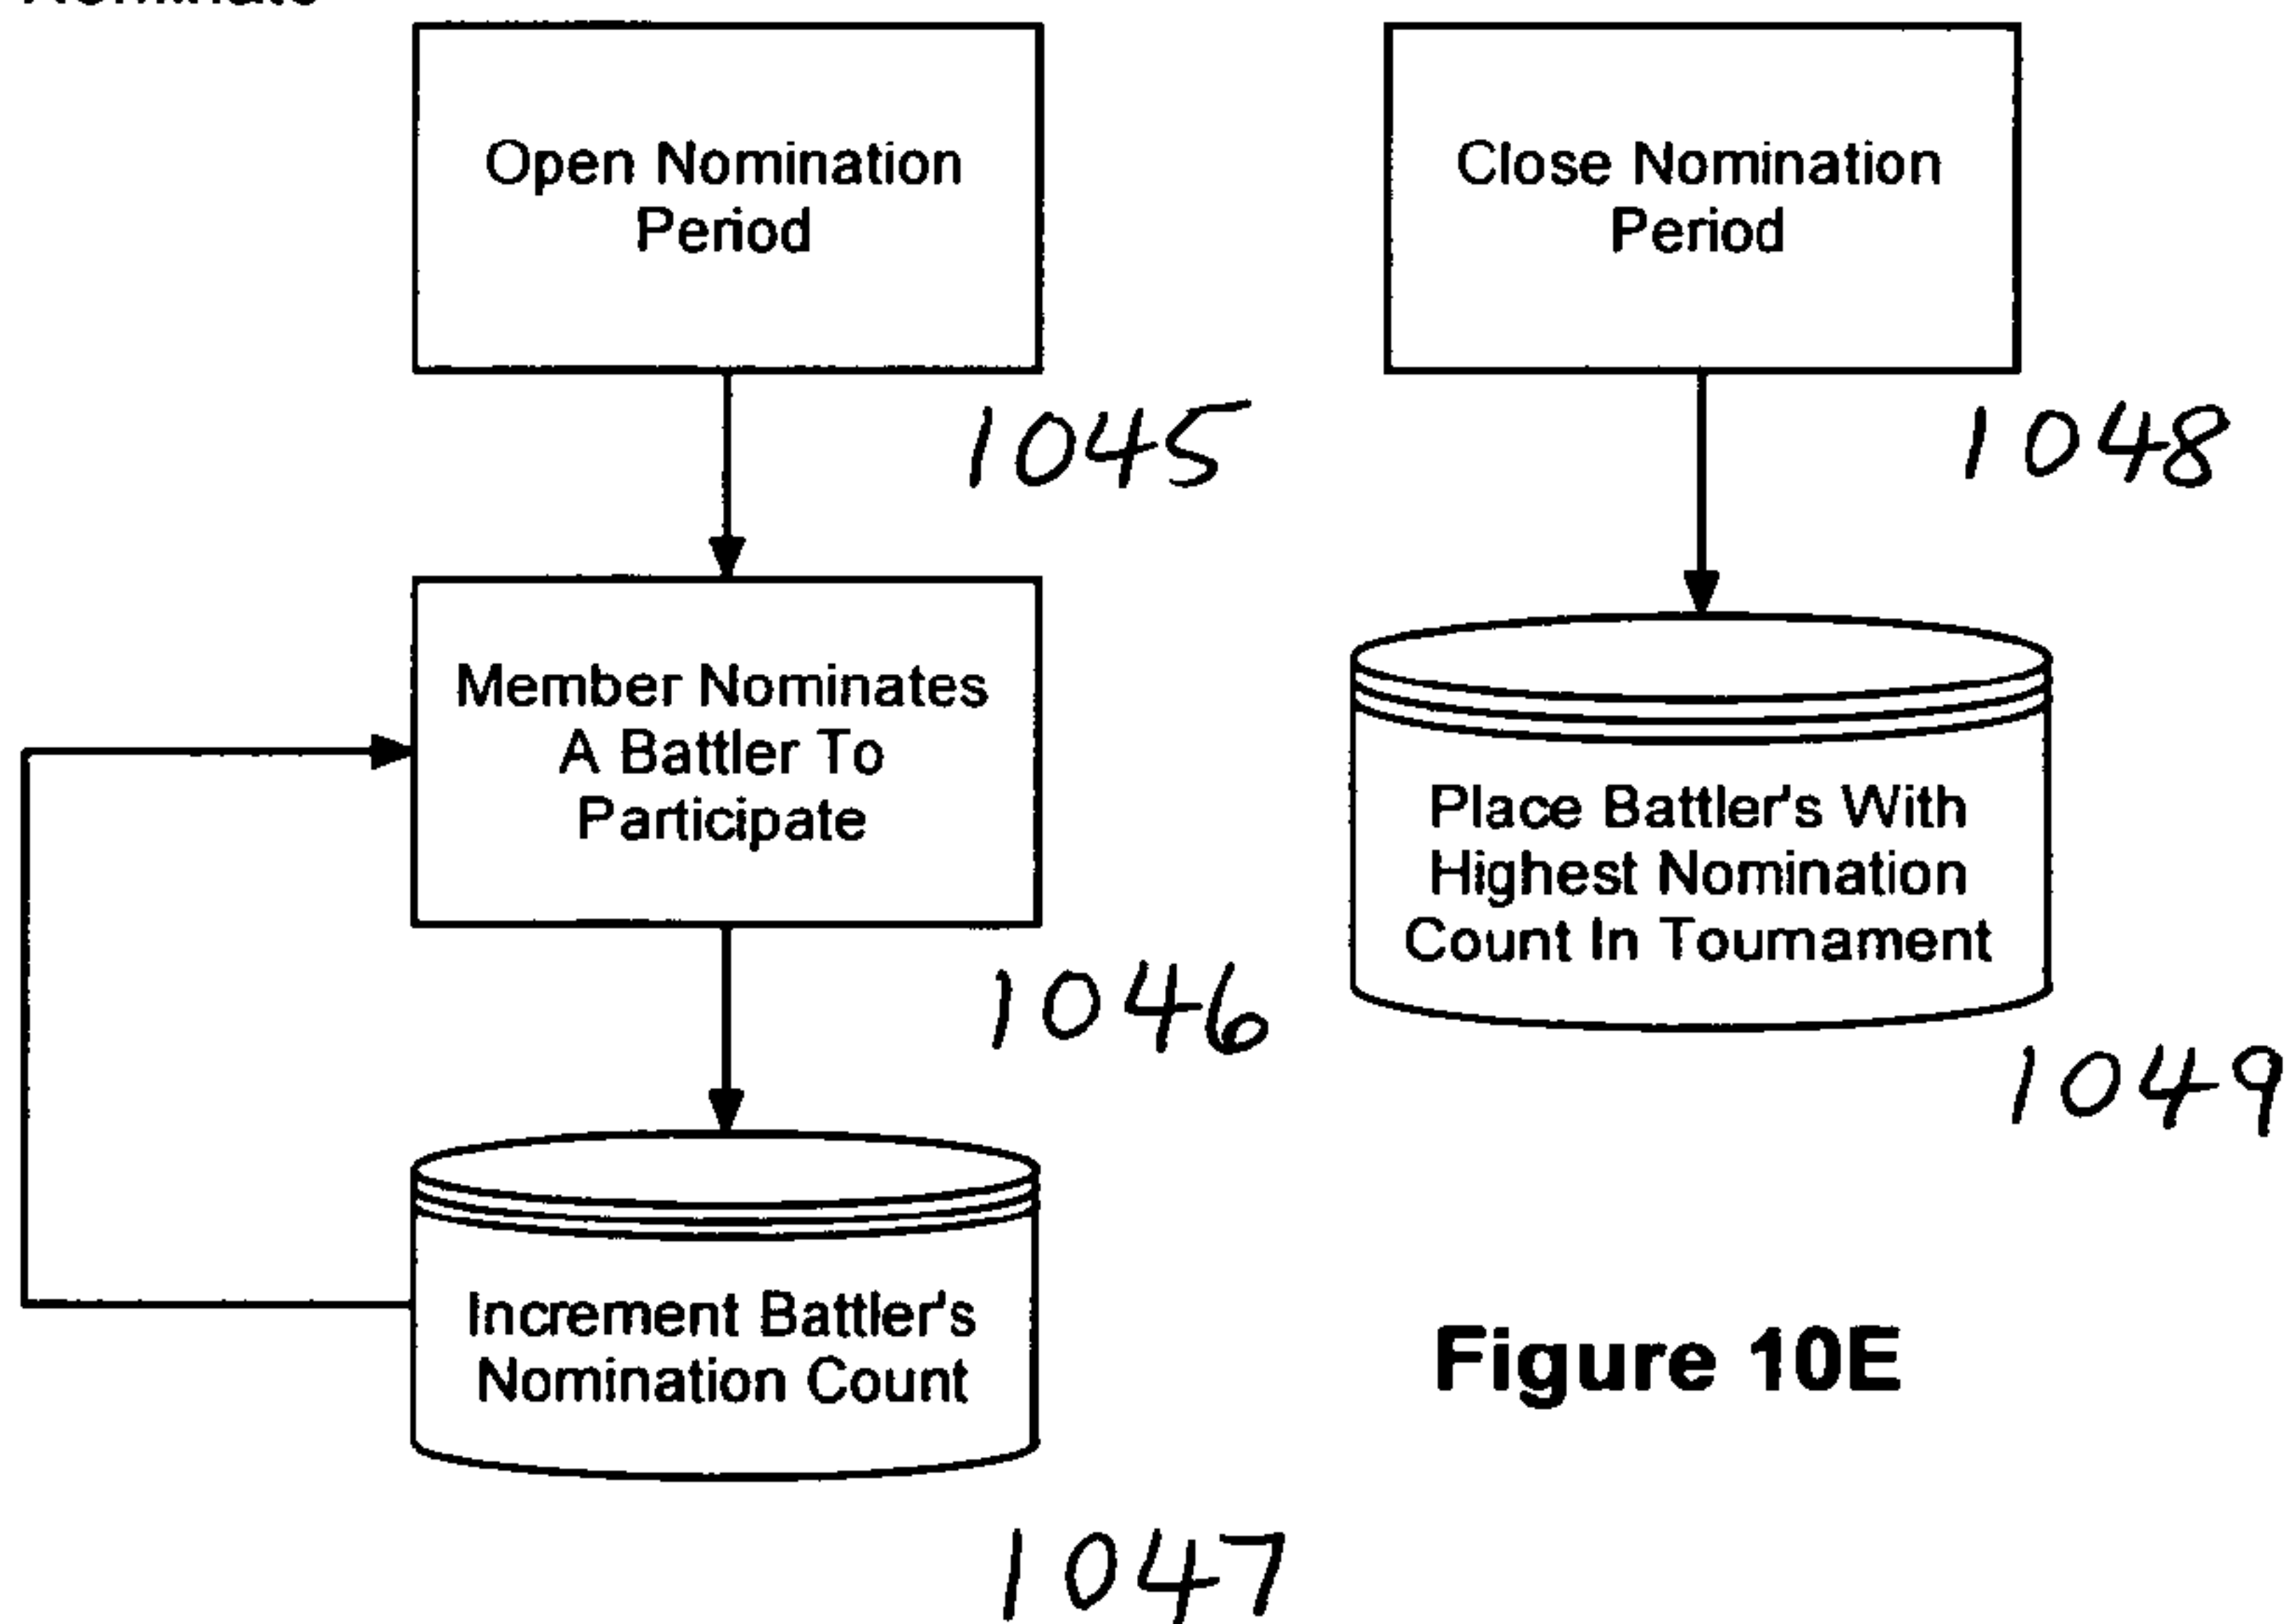 Nominate
Open Nomination
Period
1045
Member Nominates
A Battler To
Participate
1046
Increment Battler's
Nomination Count
1047
Close Nomination
Period
1048
Place Battler's With
Highest Nomination
Count In Tournament
1049
Figure 10E